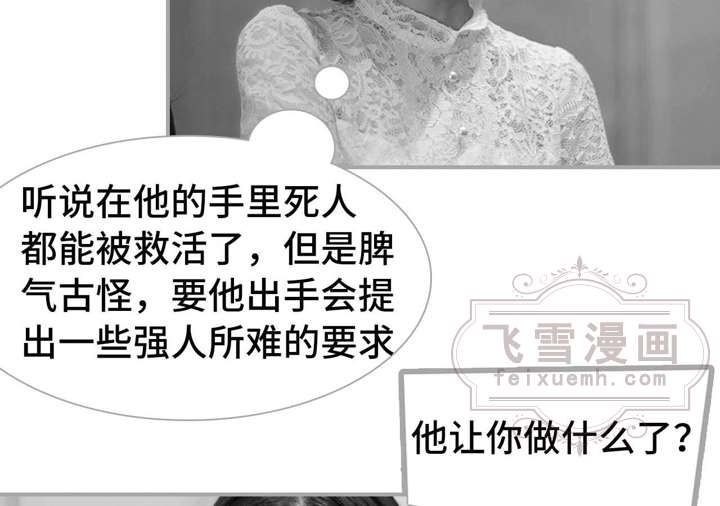 听说在他的手里死人
都能被救活了，但是脾
气古怪，要他出手会提
出一些强人所难的要求
飞雪漫画
feixuemh.com
他让你做什么了？